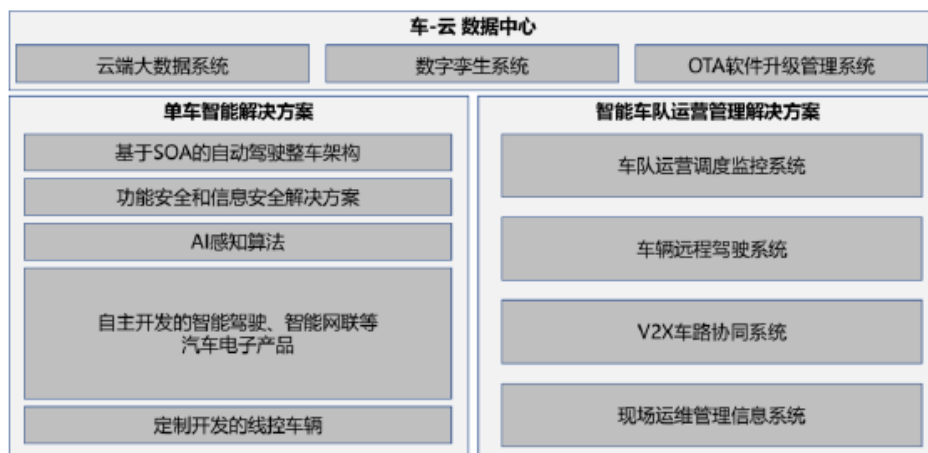 车-云 数据中心
云端大数据系统
数字孪生系统
OTA软件升级管理系统
单车智能解决方案
基于SOA的自动驾驶整车架构
功能安全和信息安全解决方案
AI感知算法
自主开发的智能驾驶、智能网联等
汽车电子产品
定制开发的线控车辆
智能车队运营管理解决方案
车队运营调度监控系统
车辆远程驾驶系统
V2X车路协同系统
现场运维管理信息系统